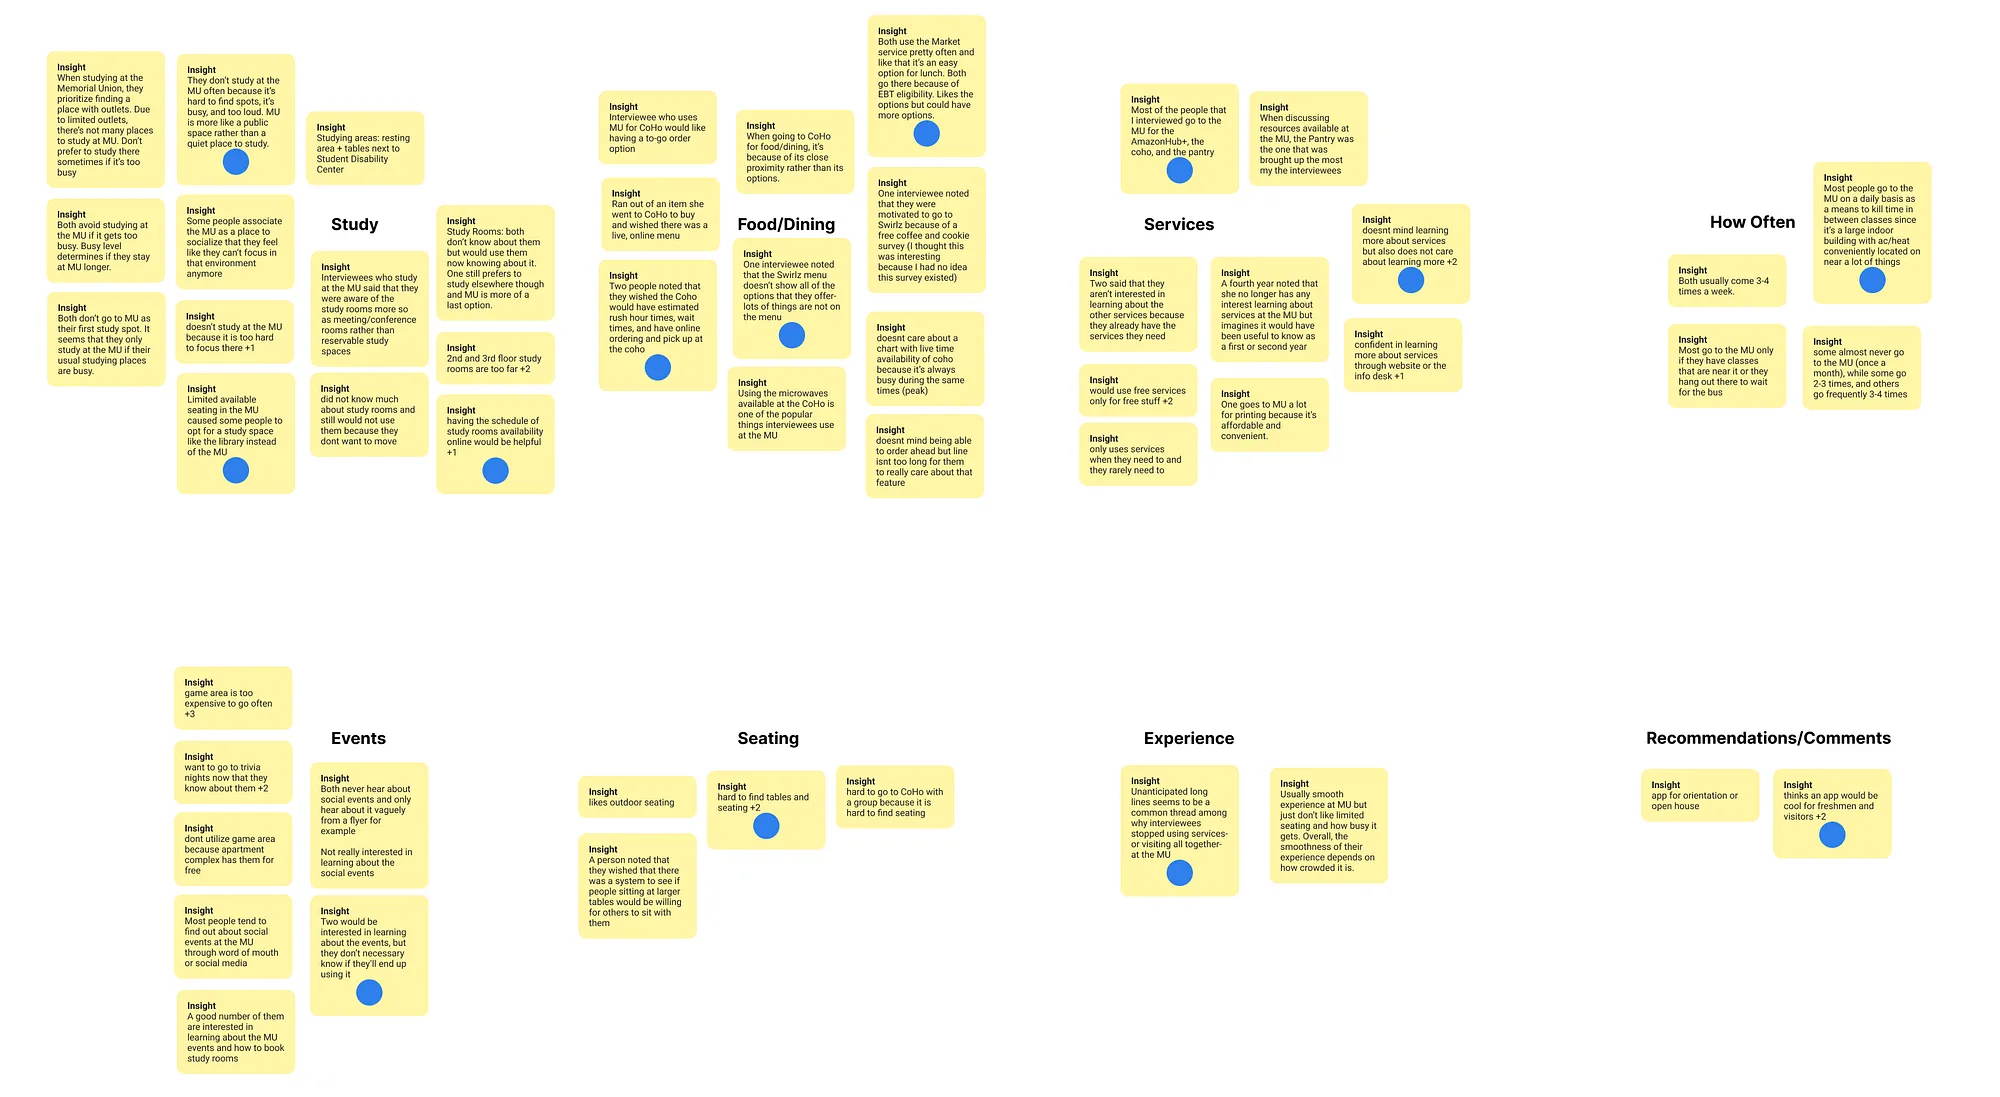 Insight
When studying at the
Memorial Union, they
prioritize finding a
place with outlets. Due
to limited outlets,
there's not many places
to study at MU. Don't
prefer to study there
sometimes if it's too
busy
Insight
They don't study at the
MU often because it's
hard to find spots, it's
busy, and too loud. MU
is more like a public
space rather than a
quiet place to study.
Insight
Studying areas: resting
area + tables next to
Student Disability
Center
Insight
Both avoid studying at
the MU if it gets too
busy. Busy level
determines if they stay
at MU longer.
Insight
Some people associate
the MU as a place to
socialize that they feel
like they can't focus in
that environment
anymore
Study
Insight
Study Rooms: both
don't know about them
but would use them
now knowing about it.
One still prefers to
study elsewhere though
and MU is more of a
last option.
Insight
Interviewees who study
at the MU said that they
were aware of the
study rooms more so
as meeting/conference
rooms rather than
reservable study
spaces
Insight
Both don't go to MU as
their first study spot. It
seems that they only
study at the MU if their
usual studying places
are busy.
Insight
doesn't study at the MU
because it is too hard
to focus there +1
Insight
2nd and 3rd floor study
rooms are too far +2
Insight
Limited available
seating in the MU
caused some people to
opt for a study space
like the library instead
of the MU
Insight
did not know much
about study rooms and
still would not use
them because they
dont want to move
Insight
having the schedule of
study rooms availability
online would be helpful
+1
Insight
Interviewee who uses
MU for CoHo would like
having a to-go order
option
Insight
When going to CoHo
for food/dining, it's
because of its close
proximity rather than its
options.
Insight
Both use the Market
service pretty often and
like that it's an easy
option for lunch. Both
go there because of
EBT eligibility. Likes the
options but could have
more options.
Insight
Ran out of an item she
went to CoHo to buy
and wished there was a
live, online menu
Food/Dining
Insight
One interviewee noted
that they were
motivated to go to
Swirlz because of a
free coffee and cookie
survey (I thought this
was interesting
because I had no idea
this survey existed)
Insight
Two people noted that
they wished the Coho
would have estimated
rush hour times, wait
times, and have online
ordering and pick up at
the coho
Insight
One interviewee noted
that the Swirlz menu
doesn't show all of the
options that they offer-
lots of things are not on
the menu
Insight
doesnt care about a
chart with live time
availability of coho
because it's always
busy during the same
times (peak)
Insight
Using the microwaves
available at the CoHo is
one of the popular
things interviewees use
at the MU
Insight
doesnt mind being able
to order ahead but line
isnt too long for them
to really care about that
feature
Insight
Most of the people that
I interviewed go to the
MU for the
AmazonHub+, the
coho, and the pantry
Insight
When discussing
resources available at
the MU, the Pantry was
the one that was
brought up the most
my the interviewees
Services
Insight
doesnt mind learning
more about services
but also does not care
about learning more +2
Insight
Two said that they
aren't interested in
learning about the
other services because
they already have the
services they need
Insight
A fourth year noted that
she no longer has any
interest learning about
services at the MU but
imagines it would have
been useful to know as
a first or second year
Insight
confident in learning
more about services
through website or the
info desk +1
Insight
would use free services
only for free stuff +2
Insight
One goes to MU a lot
for printing because it's
affordable and
convenient.
Insight
only uses services
when they need to and
they rarely need to
How Often
Insight
Most people go to the
MU on a daily basis as
a means to kill time in
between classes since
it's a large indoor
building with ac/heat
conveniently located on
near a lot of things
Insight
Both usually come 3-4
times a week.
Insight
Most go to the MU only
if they have classes
that are near it or they
hang out there to wait
for the bus
Insight
some almost never go
to the MU (once a
month), while some go
2-3 times, and others
go frequently 3-4 times
Insight
game area is too
expensive to go often
+3
Events
Insight
want to go to trivia
nights now that they
know about them +2
Insight
Both never hear about
social events and only
hear about it vaguely
from a flyer for
example
Not really interested in
learning about the
social events
Insight
dont utilize game area
because apartment
complex has them for
free
Insight
Most people tend to
find out about social
events at the MU
through word of mouth
or social media
Insight
Two would be
interested in learning
about the events, but
they don't necessary
know if they'll end up
using it
Insight
A good number of them
are interested in
learning about the MU
events and how to book
study rooms
Seating
Insight
likes outdoor seating
Insight
hard to find tables and
seating +2
Insight
hard to go to CoHo with
a group because it is
hard to find seating
Insight
A person noted that
they wished that there
was a system to see if
people sitting at larger
tables would be willing
for others to sit with
them
Experience
Insight
Unanticipated long
lines seems to be a
common thread among
why interviewees
stopped using services-
or visiting all together-
at the MU
Insight
Usually smooth
experience at MU but
just don't like limited
seating and how busy it
gets. Overall, the
smoothness of their
experience depends on
how crowded it is.
Recommendations/Comments
Insight
app for orientation or
open house
Insight
thinks an app would be
cool for freshmen and
visitors +2